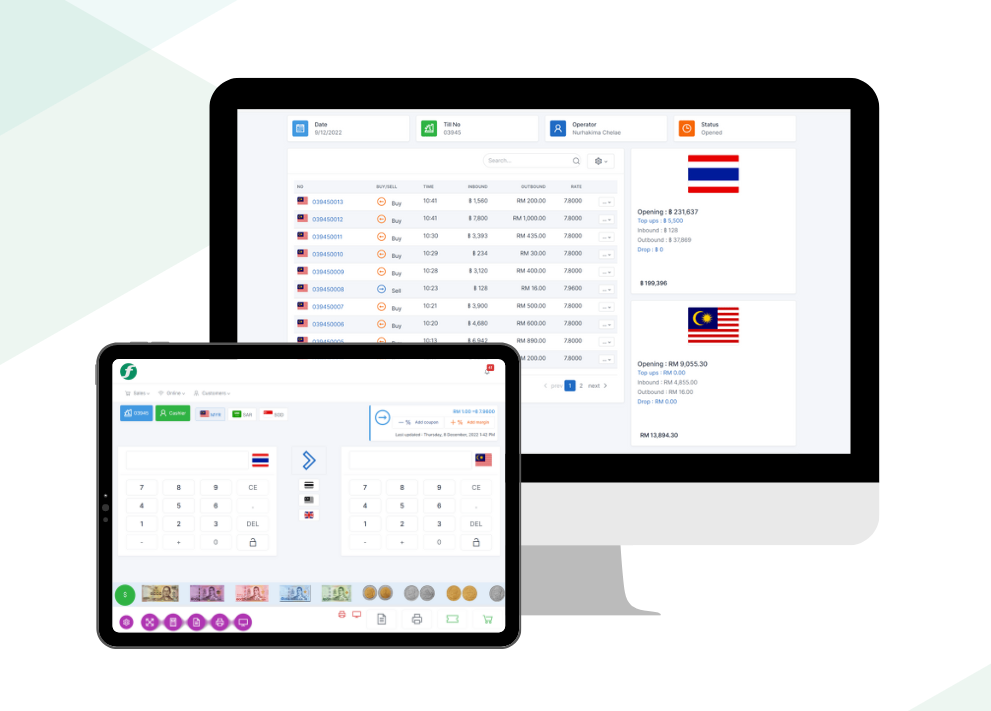 Date
9/12/2022
Till No
03945
Operator
Nurhakima Chelae
Status
Opened
Search...
NO BUY/SELL TIME INBOUND OUTBOUND RATE
039450013 Buy 10:41 ฿ 1,560 RM 200.00 7.8000
039450012 Buy 10:41 ฿ 7,800 RM 1,000.00 7.8000
039450011 Buy 10:30 ฿ 3,393 RM 435.00 7.8000
039450010 Buy 10:29 ฿ 234 RM 30.00 7.8000
039450009 Buy 10:28 ฿ 3,120 RM 400.00 7.8000
039450008 Sell 10:23 ฿ 128 RM 16.00 7.9600
039450007 Buy 10:21 ฿ 3,900 RM 500.00 7.8000
039450006 Buy 10:20 ฿ 4,680 RM 600.00 7.8000
039450005 10:13 ฿ 6,942 RM 890.00 7.8000
200.00 7.8000
prev 1 2 next
Opening : ฿ 231,637
Top ups : ฿ 5,500
Inbound : ฿ 128
Outbound : ฿ 37,869
Drop : ฿ 0
฿ 199,396
Opening : RM 9,055.30
Top ups : RM 0.00
Inbound : RM 4,855.00
Outbound : RM 16.00
Drop : RM 0.00
RM 13,894.30
Sales
Online
Customers
03945
Cashier
MYR
SAR
SGD
Add coupon
Add margin
Last updated : Thursday, 8 December, 2022 1:42 PM
7 8 9 CE
4 5 6 .
1 2 3 DEL
- + 0
7 8 9 CE
4 5 6 .
1 2 3 DEL
- + 0
$